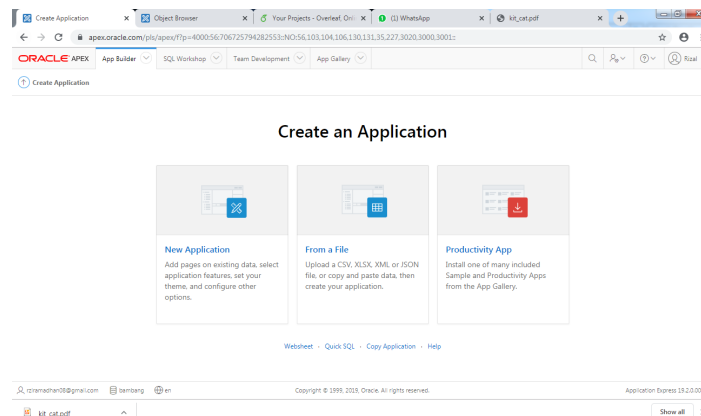 Create Application
Object Browser
Your Projects - Overleaf, Onli
(1) WhatsApp
kit_cat.pdf
apex.oracle.com/pls/apex/f?p=4000:56:706725794282553::NO:56,103,104,106,130,131,35,227,3020,3000,3001::
ORACLE APEX App Builder SQL Workshop Team Development App Gallery Rizal
Create Application
Create an Application
New Application
Add pages on existing data, select
application features, set your
theme, and configure other
options.
From a File
Upload a CSV, XLSX, XML or JSON
file, or copy and paste data, then
create your application.
Productivity App
Install one of many included
Sample and Productivity Apps
from the App Gallery.
Websheet Quick SQL Copy Application Help
rzlramadhan08@gmail.com bambang en Copyright © 1999, 2019, Oracle. All rights reserved. Application Express 19.2.0.00
kit_cat.pdf Show all